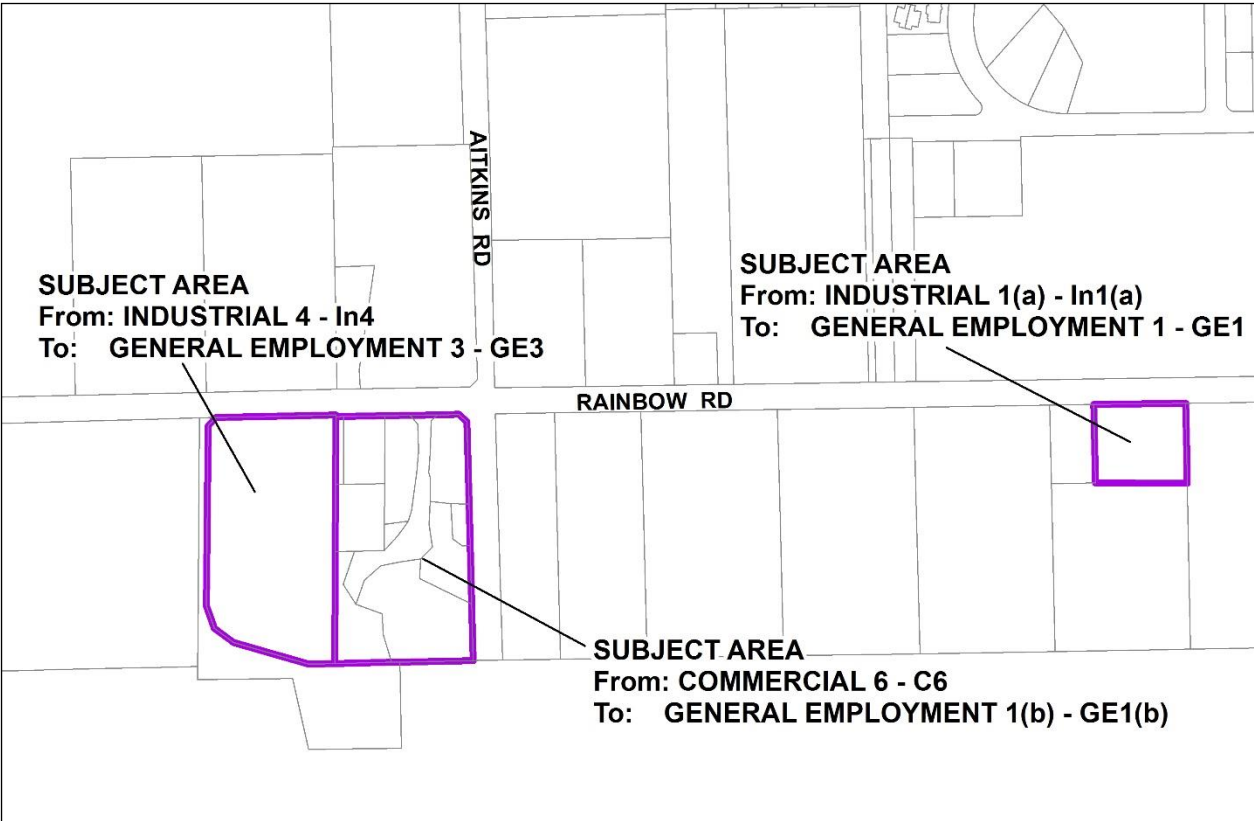 AITKINS RD
SUBJECT AREA
From: INDUSTRIAL 4 - In4
To: GENERAL EMPLOYMENT 3 - GE3
SUBJECT AREA
From: INDUSTRIAL 1(a) - In1(a)
To: GENERAL EMPLOYMENT 1 - GE1
RAINBOW RD
SUBJECT AREA
From: COMMERCIAL 6 - C6
To: GENERAL EMPLOYMENT 1(b) - GE1(b)